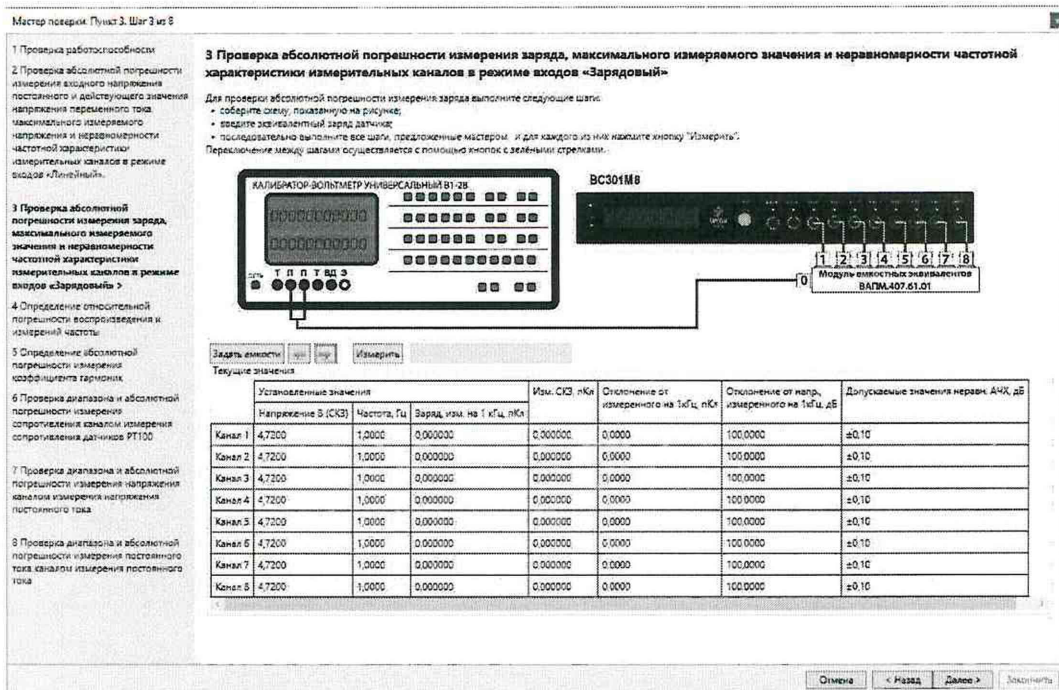 Мастер поверки. Пункт 3. Шаг 3 из 8
1 Проверка работоспособности
2 Проверка абсолютной погрешности
измерения входного напряжения
постоянного и действующего значения
напряжения переменного тока
максимального измеряемого
напряжения и неравномерности
частотной характеристики
измерительных каналов в режиме
входов «Линейный».
3 Проверка абсолютной
погрешности измерения заряда,
максимального измеряемого
значения и неравномерности
частотной характеристики
измерительных каналов в режиме
входов «Зарядовый» >
4 Определение относительной
погрешности воспроизведения и
измерений частоты
5 Определение абсолютной
погрешности измерения
коэффициента гармоник
6 Проверка диапазона и абсолютной
погрешности измерения
сопротивления каналом измерения
сопротивления датчиков PT100
7 Проверка диапазона и абсолютной
погрешности измерения напряжения
каналом измерения напряжения
постоянного тока
8 Проверка диапазона и абсолютной
погрешности измерения постоянного
тока каналом измерения постоянного
тока
3 Проверка абсолютной погрешности измерения заряда, максимального измеряемого значения и неравномерности частотной
характеристики измерительных каналов в режиме входов «Зарядовый»
Для проверки абсолютной погрешности измерения заряда выполните следующие шаги:
• соберите схему, показанную на рисунке;
• введите эквивалентный заряд датчика;
• последовательно выполните все шаги, предложенные мастером и для каждого из них нажмите кнопку "Измерить".
Переключение между шагами осуществляется с помощью кнопок с зелёными стрелками.
КАЛИБРАТОР-ВОЛЬТМЕТР УНИВЕРСАЛЬНЫЙ В1-28
00000000000
00000000000
Т П П Т ВД Э
ВС301М8
1 2 3 4 5 6 7 8
0
Модуль емкостных эквивалентов
ВАПМ.407.61.01
Задать емкости Измерить
Текущие значения
Установленные значения Изм. СКЗ, пКл Отклонение от измеренного на 1кГц, пКл Отклонение от напр., измеренного на 1кГц, дБ Допускаемые значения неравн. АЧХ, дБ
Напряжение В (СКЗ) Частота, Гц Заряд, изм. на 1 кГц, пКл
Канал 1 4,7200 1,0000 0,000000 0,000000 0,0000 100,0000 ±0,10
Канал 2 4,7200 1,0000 0,000000 0,000000 0,0000 100,0000 ±0,10
Канал 3 4,7200 1,0000 0,000000 0,000000 0,0000 100,0000 ±0,10
Канал 4 4,7200 1,0000 0,000000 0,000000 0,0000 100,0000 ±0,10
Канал 5 4,7200 1,0000 0,000000 0,000000 0,0000 100,0000 ±0,10
Канал 6 4,7200 1,0000 0,000000 0,000000 0,0000 100,0000 ±0,10
Канал 7 4,7200 1,0000 0,000000 0,000000 0,0000 100,0000 ±0,10
Канал 8 4,7200 1,0000 0,000000 0,000000 0,0000 100,0000 ±0,10
Отмена < Назад Далее > Закончить